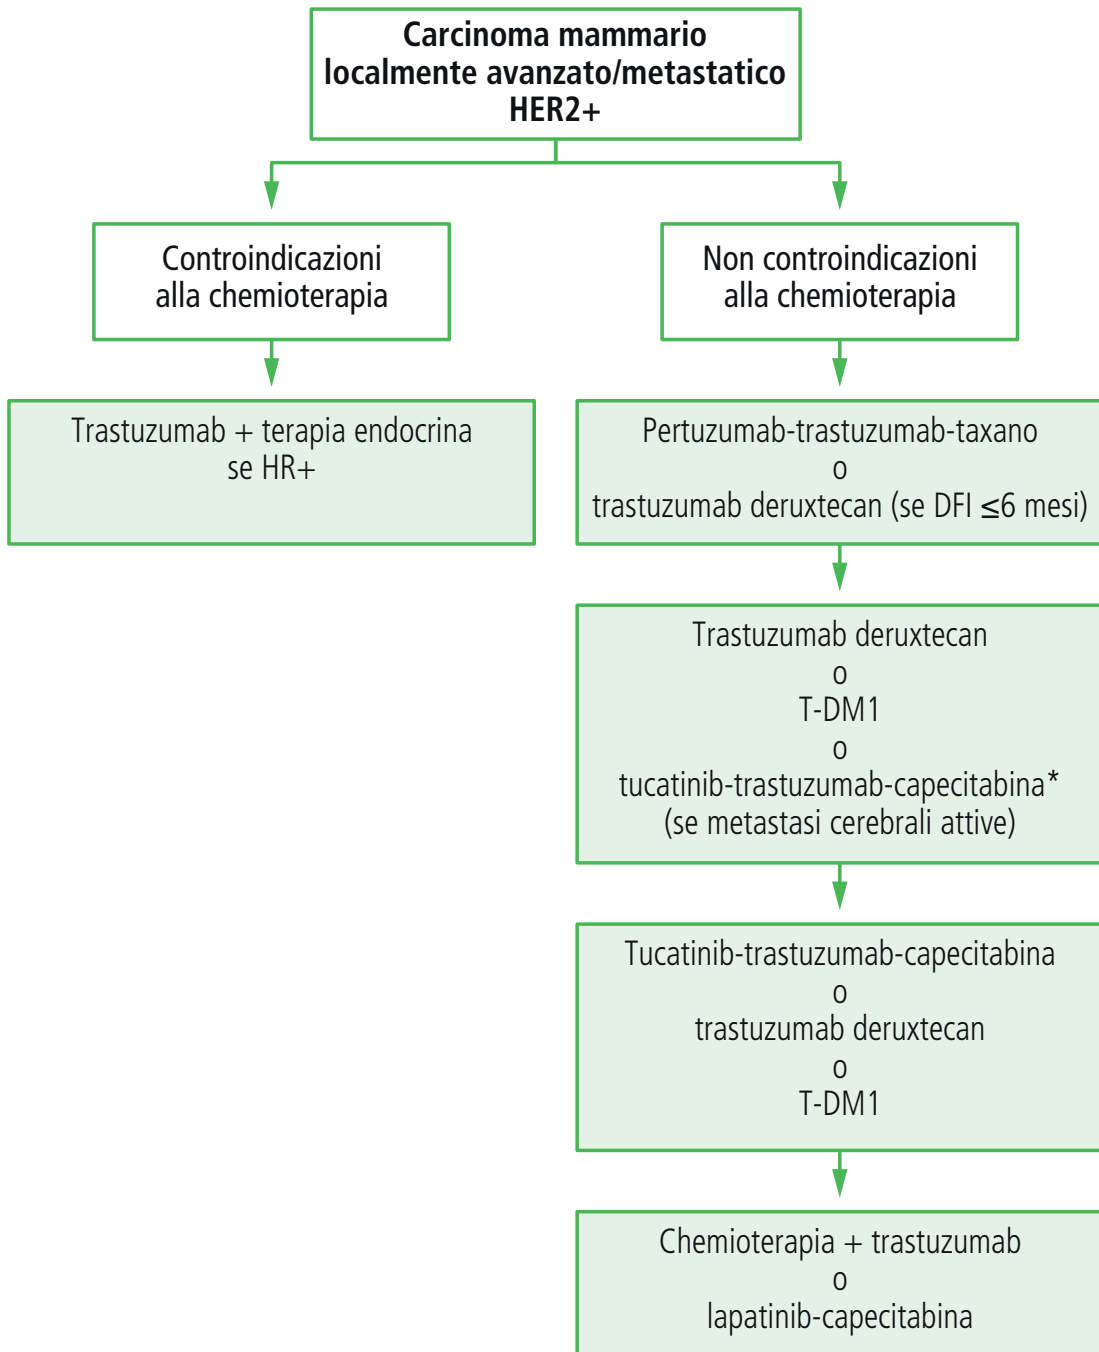 Carcinoma mammario
localmente avanzato/metastatico
HER2+
Controindicazioni
alla chemioterapia
Non controindicazioni
alla chemioterapia
Trastuzumab + terapia endocrina
se HR+
Pertuzumab-trastuzumab-taxano
o
trastuzumab deruxtecan (se DFI ≤6 mesi)
Trastuzumab deruxtecan
o
T-DM1
o
tucatinib-trastuzumab-capecitabina*
(se metastasi cerebrali attive)
Tucatinib-trastuzumab-capecitabina
o
trastuzumab deruxtecan
o
T-DM1
Chemioterapia + trastuzumab
o
lapatinib-capecitabina